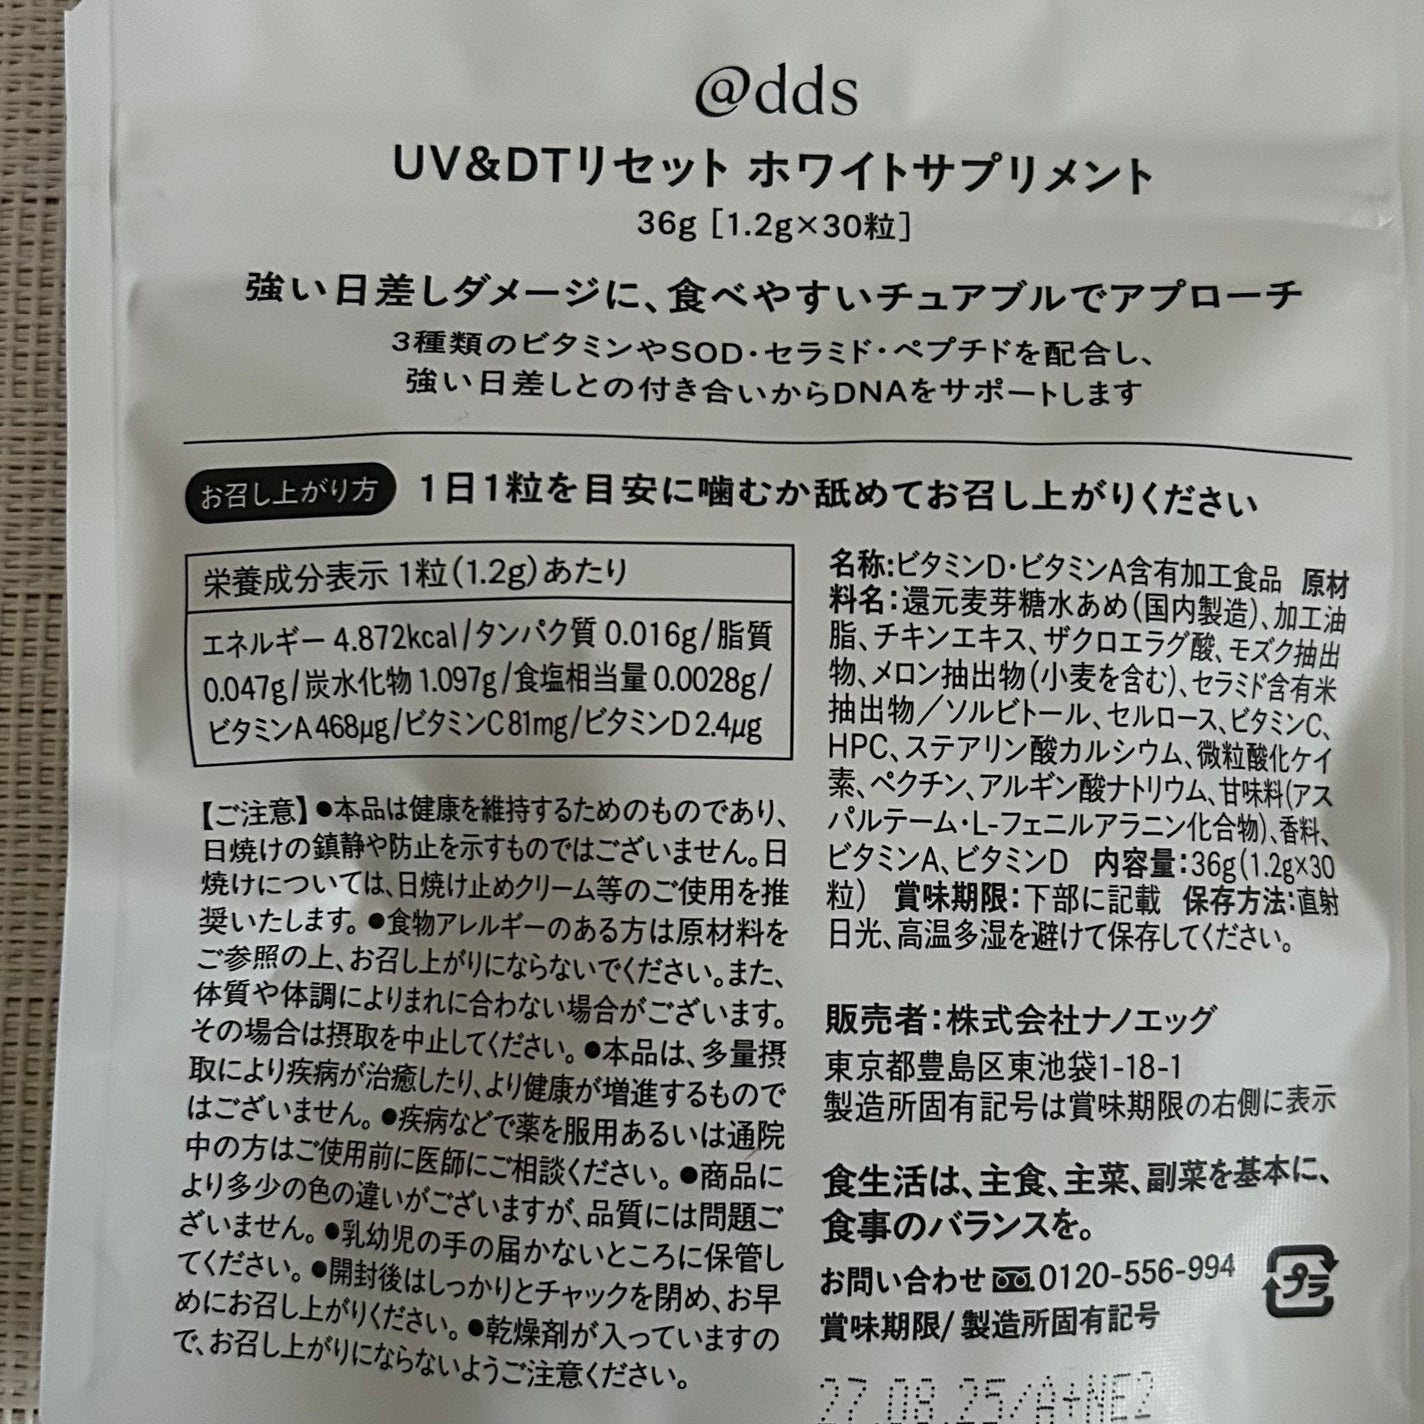 @dds
UV&DTリセット ホワイトサプリメント
36g [1.2g×30粒]
強い日差しダメージに、食べやすいチュアブルでアプローチ
3種類のビタミンやSOD・セラミド・ペプチドを配合し、
強い日差しとの付き合いからDNAをサポートします
お召し上がり方 1日1粒を目安に噛むか舐めてお召し上がりください
栄養成分表示 1粒(1.2g)あたり
エネルギー 4.872kcal/タンパク質 0.016g/脂質
0.047g/炭水化物 1.097g/食塩相当量 0.0028g/
ビタミンA 468μg/ビタミンC 81mg/ビタミンD 2.4μg
【ご注意】●本品は健康を維持するためのものであり、
日焼けの鎮静や防止を示すものではございません。日
焼けについては、日焼け止めクリーム等のご使用を推
奨いたします。●食物アレルギーのある方は原材料を
ご参照の上、お召し上がりにならないでください。また、
体質や体調によりまれに合わない場合がございます。
その場合は摂取を中止してください。●本品は、多量摂
取により疾病が治癒したり、より健康が増進するもので
はございません。●疾病などで薬を服用あるいは通院
中の方はご使用前に医師にご相談ください。●商品に
より多少の色の違いがございますが、品質には問題ご
ざいません。●乳幼児の手の届かないところに保管し
てください。●開封後はしっかりとチャックを閉め、お早
めにお召し上がりください。●乾燥剤が入っていますの
で、お召し上がりにならないようご注意ください。
名称:ビタミンD・ビタミンA含有加工食品 原材
料名:還元麦芽糖水あめ(国内製造)、加工油
脂、チキンエキス、ザクロエラグ酸、モズク抽出
物、メロン抽出物(小麦を含む)、セラミド含有米
抽出物/ソルビトール、セルロース、ビタミンC、
HPC、ステアリン酸カルシウム、微粒酸化ケイ
素、ペクチン、アルギン酸ナトリウム、甘味料(アス
パルテーム・L-フェニルアラニン化合物)、香料、
ビタミンA、ビタミンD 内容量:36g(1.2g×30
粒) 賞味期限:下部に記載 保存方法:直射
日光、高温多湿を避けて保存してください。
販売者:株式会社ナノエッグ
東京都豊島区東池袋1-18-1
製造所固有記号は賞味期限の右側に表示
食生活は、主食、主菜、副菜を基本に、
食事のバランスを。
お問い合わせ 0120-556-994
プラ
賞味期限/ 製造所固有記号
27.08.25/A+NE2